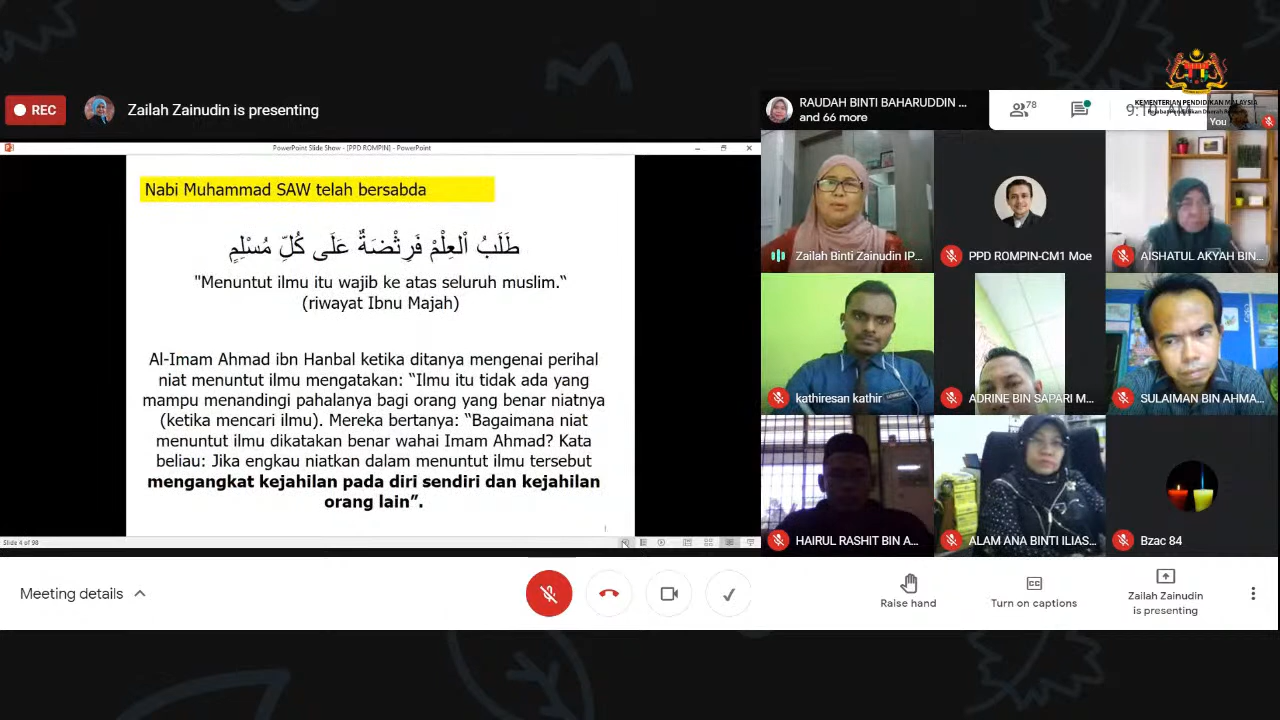 KEMENTERIAN PENDIDIKAN MALAYSIA
REC
Zailah Zainudin is presenting
RAUDAH BINTI BAHARUDDIN ...
and 66 more
78
You
PowerPoint Slide Show - [PPD ROMPIN] - PowerPoint
Nabi Muhammad SAW telah bersabda
طَلَبُ ٱلعِلْمْ فَرِثْضَةٌ عَلَى كُلِّ مُسْلِمٍ
"Menuntut ilmu itu wajib ke atas seluruh muslim.“
(riwayat Ibnu Majah)
Al-Imam Ahmad ibn Hanbal ketika ditanya mengenai perihal
niat menuntut ilmu mengatakan: “Ilmu itu tidak ada yang
mampu menandingi pahalanya bagi orang yang benar niatnya
(ketika mencari ilmu). Mereka bertanya: “Bagaimana niat
menuntut ilmu dikatakan benar wahai Imam Ahmad? Kata
beliau: Jika engkau niatkan dalam menuntut ilmu tersebut
mengangkat kejahilan pada diri sendiri dan kejahilan
orang lain”.
1
Slide 4 of 98
Zailah Binti Zainudin IP...
PPD ROMPIN-CM1 Moe
AISHATUL AKYAH BIN...
kathiresan kathir
ADRINE BIN SAPARI M...
SULAIMAN BIN AHMA...
HAIRUL RASHIT BIN A...
ALAM ANA BINTI ILIAS...
Bzac 84
Meeting details
Raise hand
CC
Turn on captions
Zailah Zainudin
is presenting